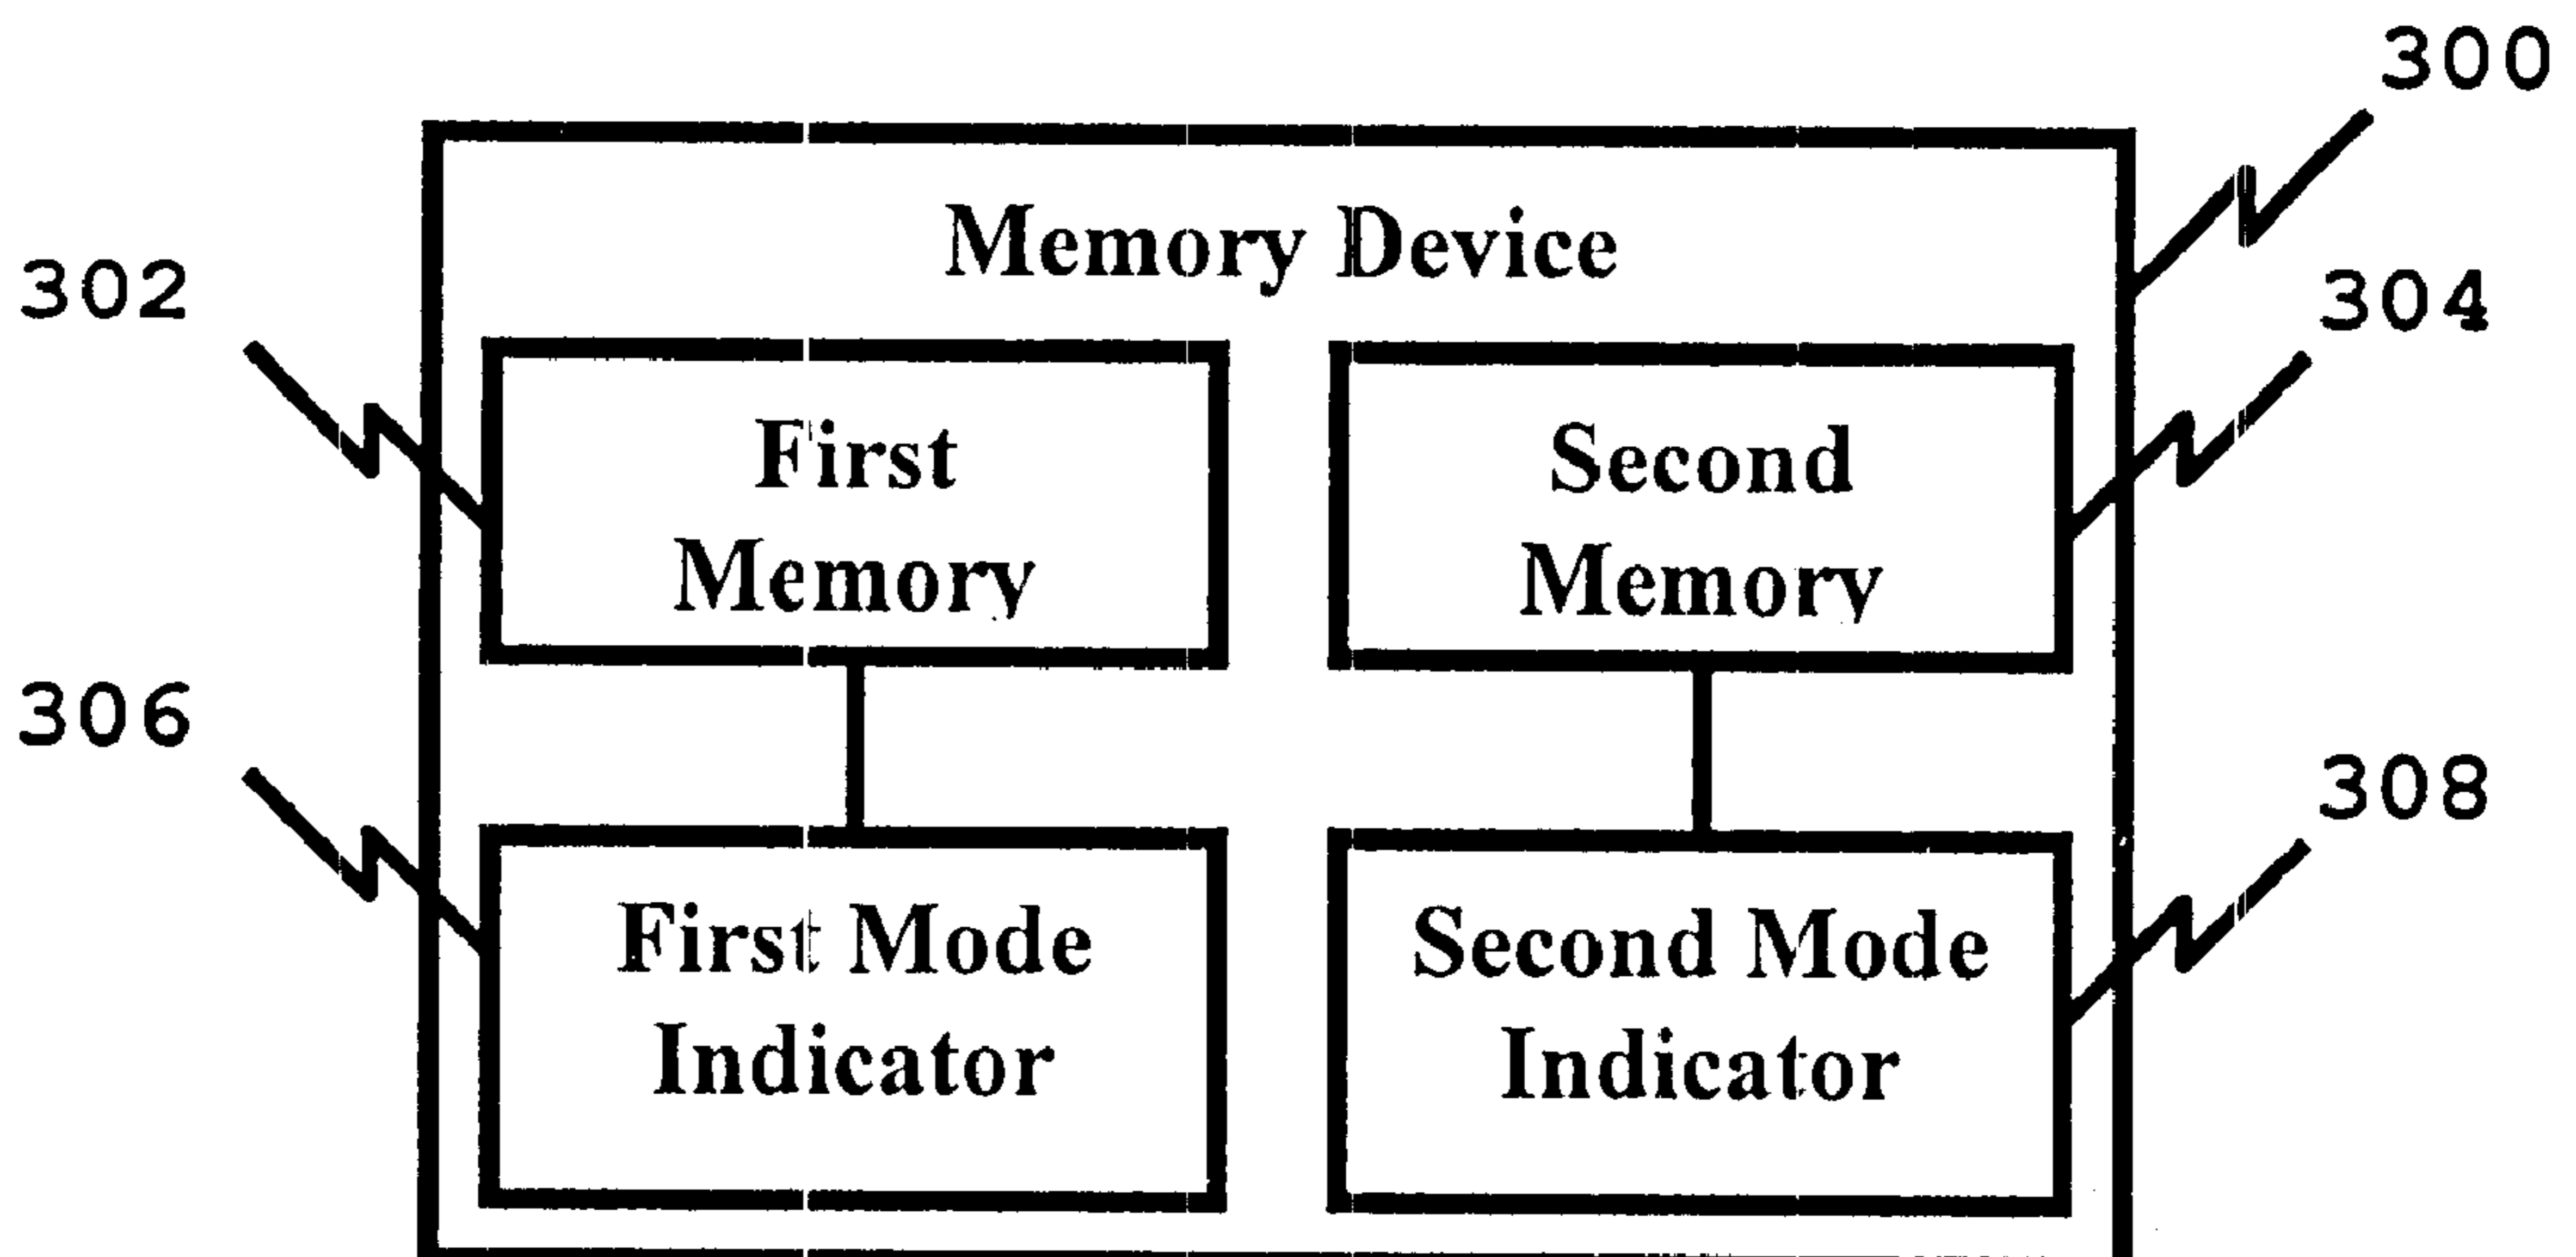 300
Memory Device
302
304
First
Memory
Second
Memory
306
308
First Mode
Indicator
Second Mode
Indicator